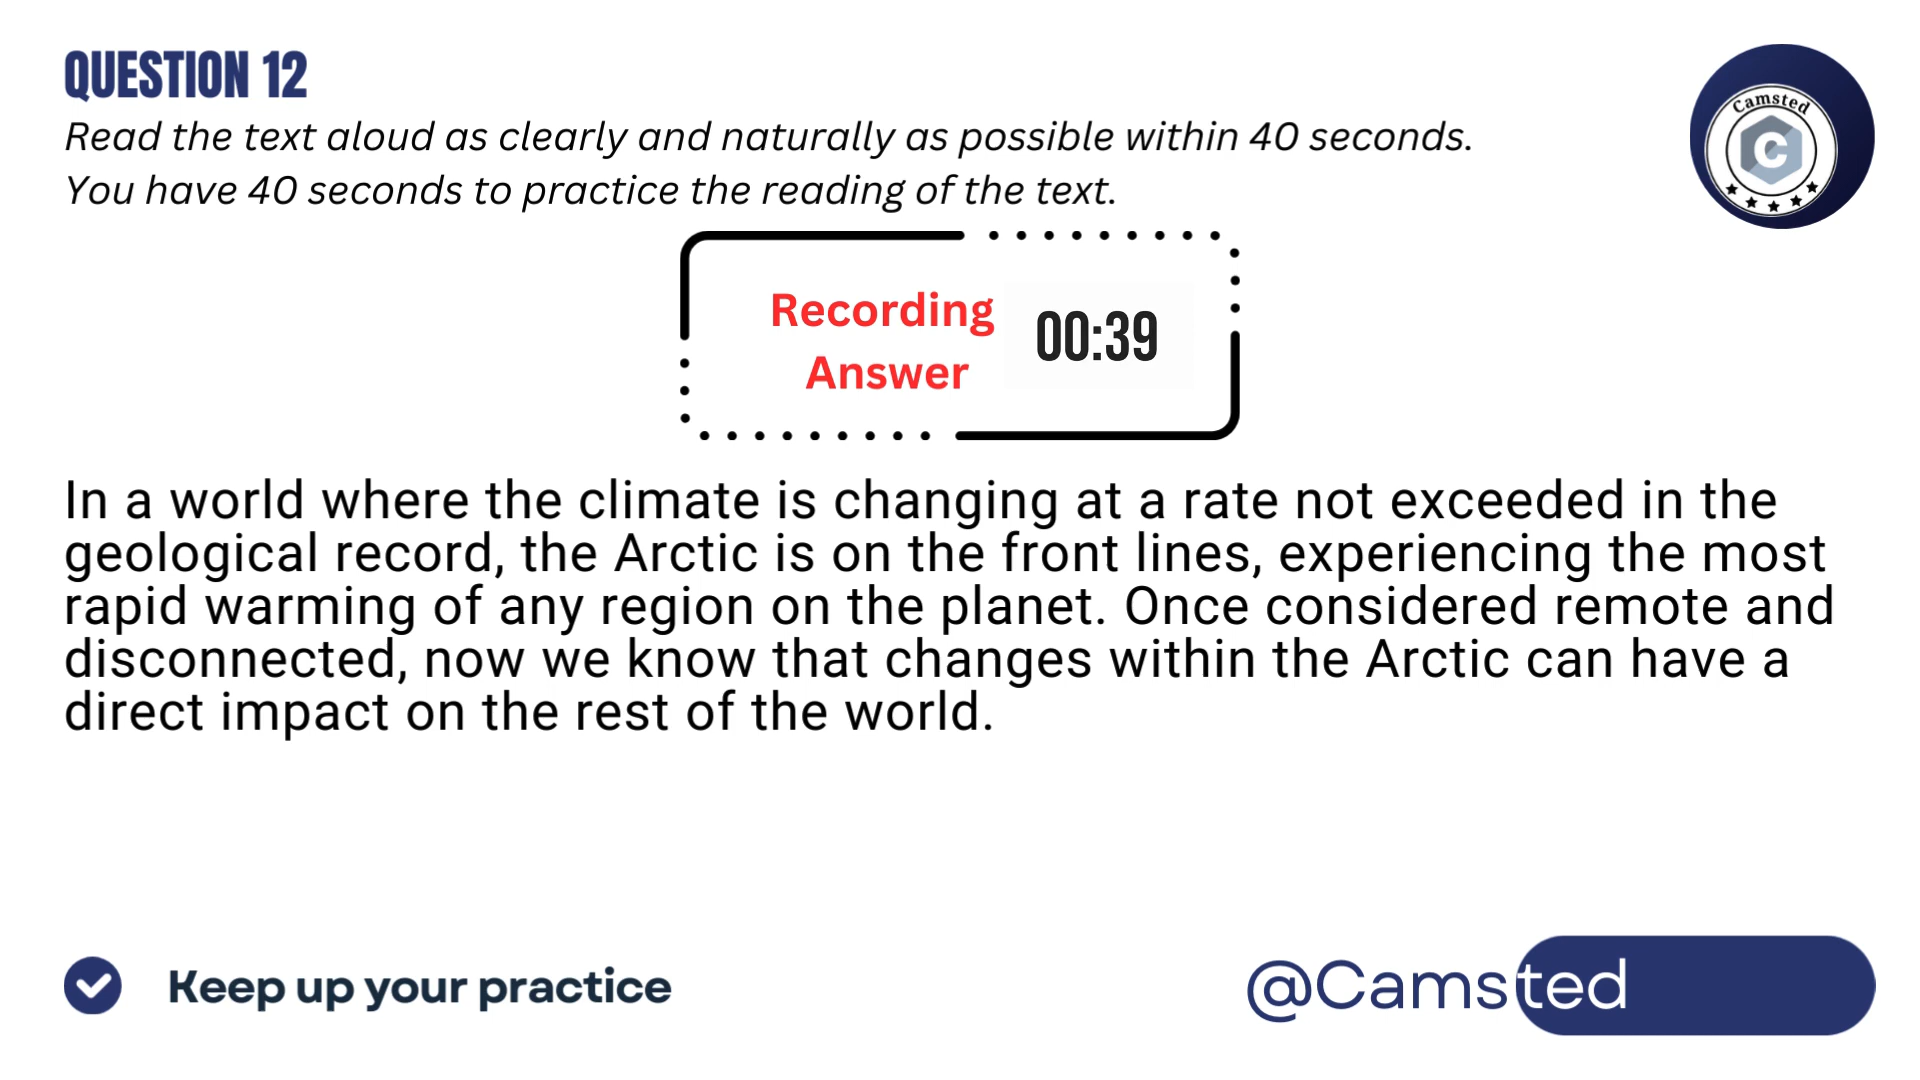 QUESTION 12
Read the text aloud as clearly and naturally as possible within 40 seconds.
You have 40 seconds to practice the reading of the text.
Camsted
C
Recording
Answer
00:39
In a world where the climate is changing at a rate not exceeded in the
geological record, the Arctic is on the front lines, experiencing the most
rapid warming of any region on the planet. Once considered remote and
disconnected, now we know that changes within the Arctic can have a
direct impact on the rest of the world.
Keep up your practice
@Camsted